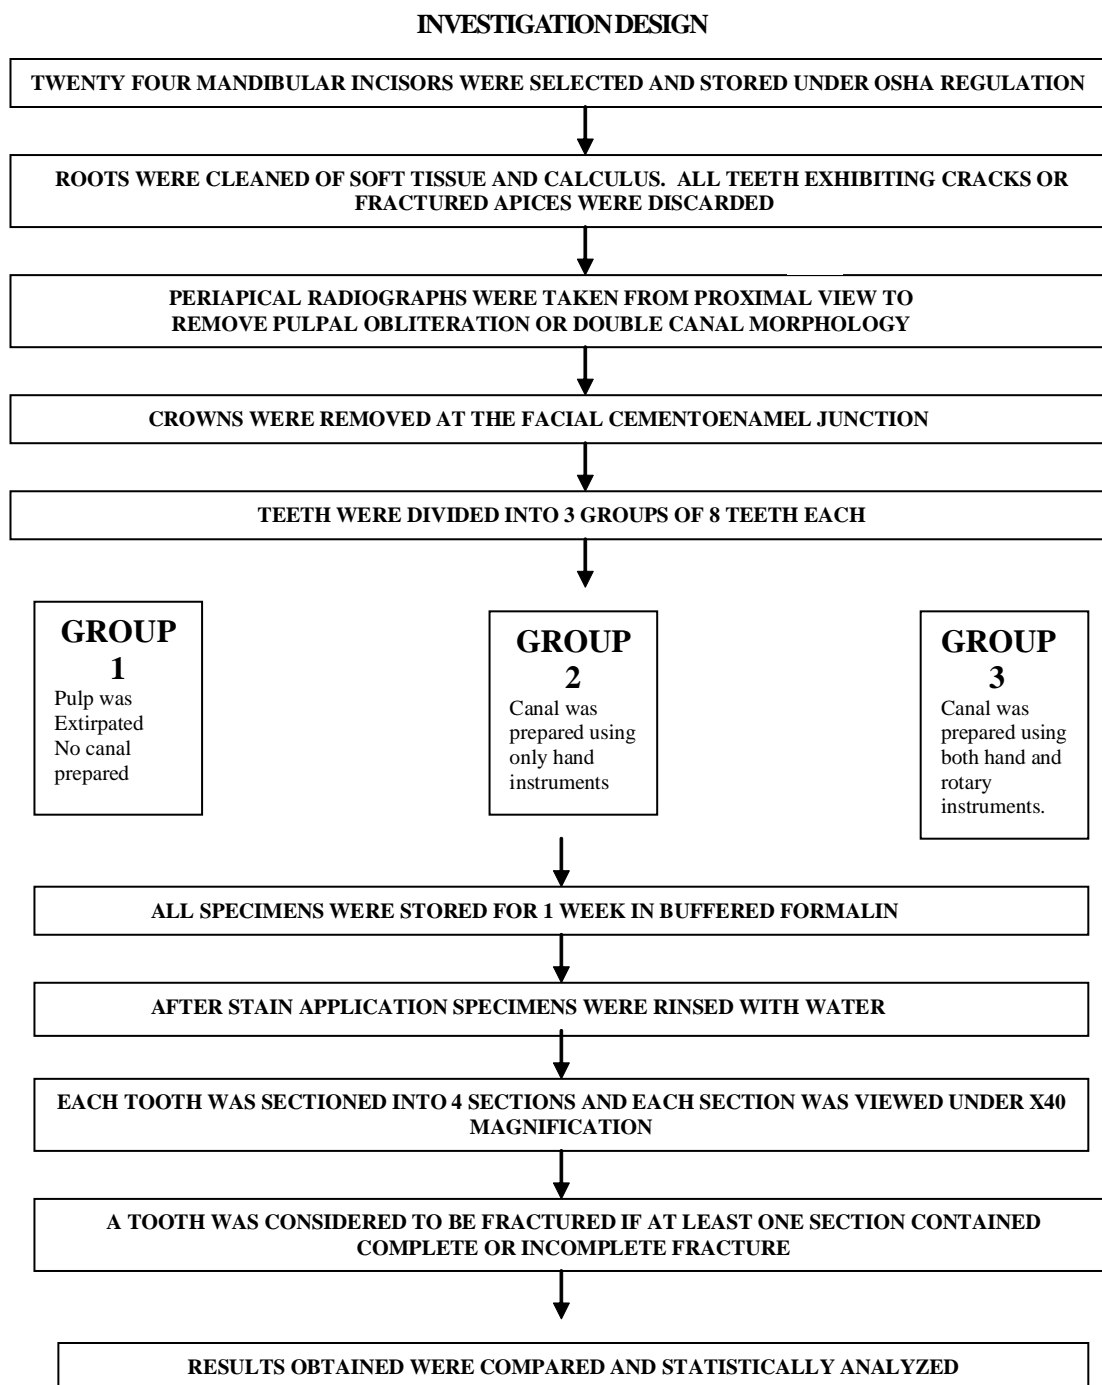 INVESTIGATION DESIGN
TWENTY FOUR MANDIBULAR INCISORS WERE SELECTED AND STORED UNDER OSHA REGULATION
ROOTS WERE CLEANED OF SOFT TISSUE AND CALCULUS. ALL TEETH EXHIBITING CRACKS OR
FRACTURED APICES WERE DISCARDED
PERIAPICAL RADIOGRAPHS WERE TAKEN FROM PROXIMAL VIEW TO
REMOVE PULPAL OBLITERATION OR DOUBLE CANAL MORPHOLOGY
CROWNS WERE REMOVED AT THE FACIAL CEMENTOENAMEL JUNCTION
TEETH WERE DIVIDED INTO 3 GROUPS OF 8 TEETH EACH
GROUP
1
Pulp was
Extirpated
No canal
prepared
GROUP
2
Canal was
prepared using
only hand
instruments
GROUP
3
Canal was
prepared using
both hand and
rotary
instruments.
ALL SPECIMENS WERE STORED FOR 1 WEEK IN BUFFERED FORMALIN
AFTER STAIN APPLICATION SPECIMENS WERE RINSED WITH WATER
EACH TOOTH WAS SECTIONED INTO 4 SECTIONS AND EACH SECTION WAS VIEWED UNDER X40
MAGNIFICATION
A TOOTH WAS CONSIDERED TO BE FRACTURED IF AT LEAST ONE SECTION CONTAINED
COMPLETE OR INCOMPLETE FRACTURE
RESULTS OBTAINED WERE COMPARED AND STATISTICALLY ANALYZED